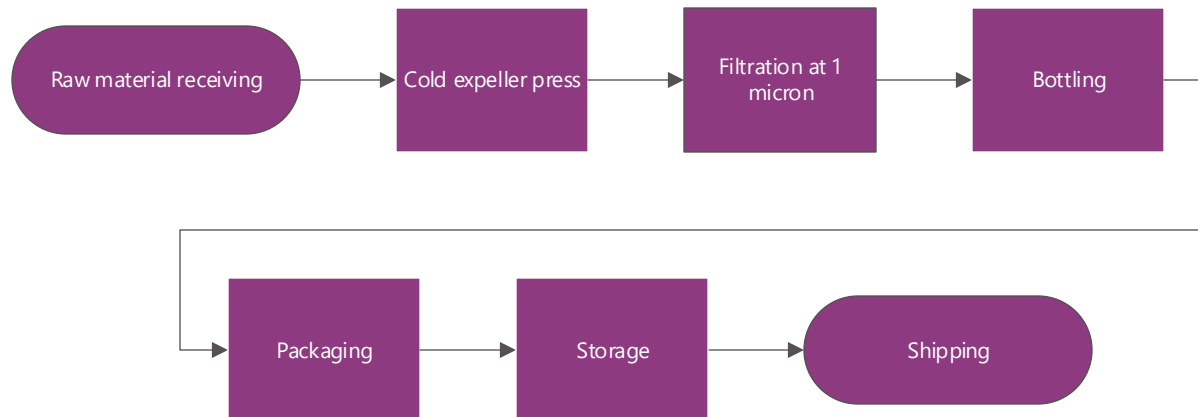 Raw material receiving
Cold expeller press
Filtration at 1
micron
Bottling
Packaging
Storage
Shipping